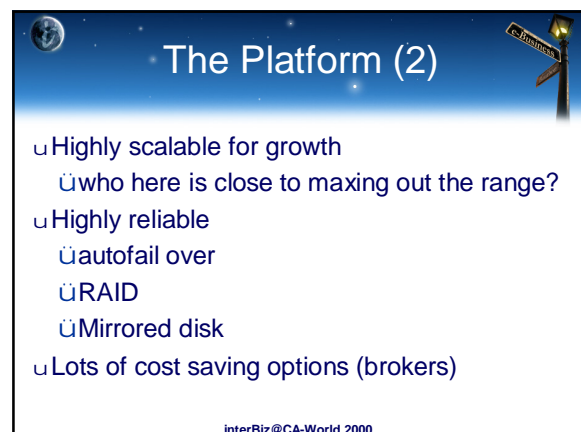 e-Business
The Platform (2)
u Highly scalable for growth
ü who here is close to maxing out the range?
u Highly reliable
ü autofail over
ü RAID
ü Mirrored disk
u Lots of cost saving options (brokers)
interBiz@CA-World 2000